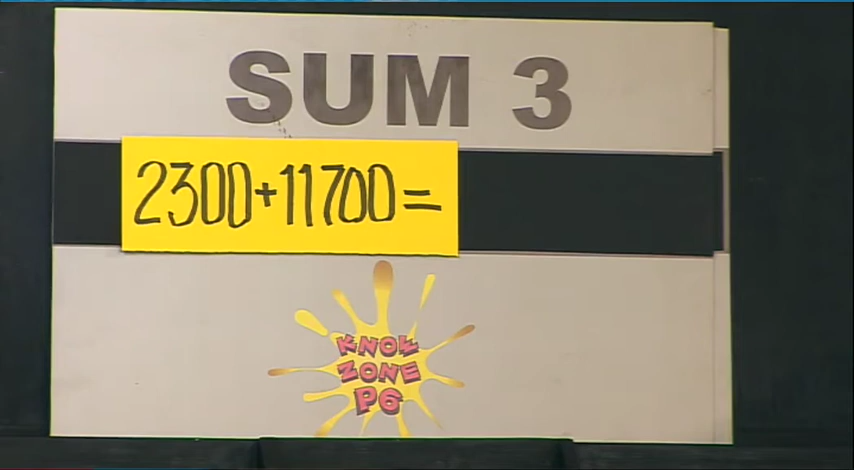 SUM 3
2300+11700=
KNOW
ZONE
P6